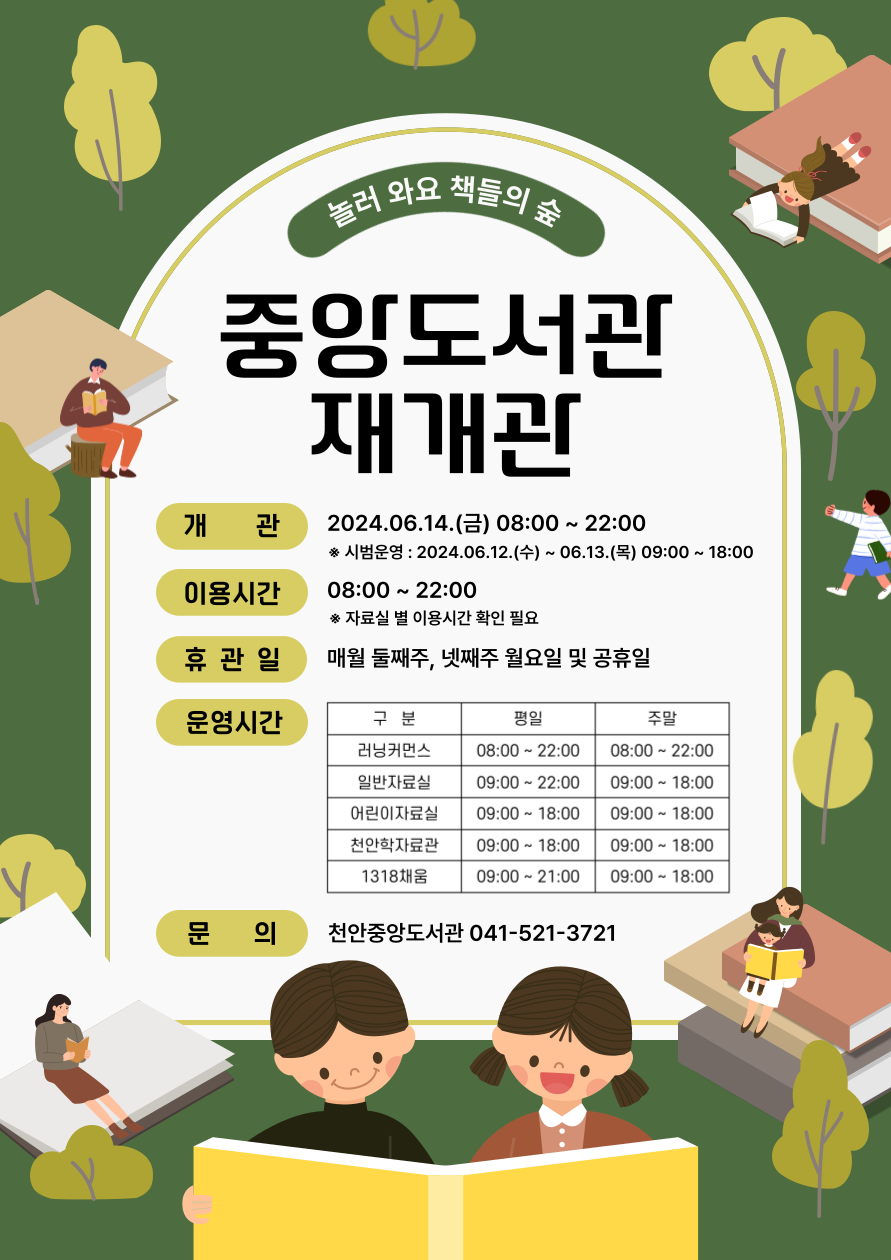 놀러 와요 책들의 숲
중앙도서관
재개관
개 관 2024.06.14.(금) 08:00 ~ 22:00
※ 시범운영 : 2024.06.12.(수) ~ 06.13.(목) 09:00 ~ 18:00
이용시간 08:00 ~ 22:00
※ 자료실 별 이용시간 확인 필요
휴 관 일 매월 둘째주, 넷째주 월요일 및 공휴일
운영시간 구 분 평일 주말
러닝커먼스 08:00 ~ 22:00 08:00 ~ 22:00
일반자료실 09:00 ~ 22:00 09:00 ~ 18:00
어린이자료실 09:00 ~ 18:00 09:00 ~ 18:00
천안학자료관 09:00 ~ 18:00 09:00 ~ 18:00
1318채움 09:00 ~ 21:00 09:00 ~ 18:00
문 의 천안중앙도서관 041-521-3721